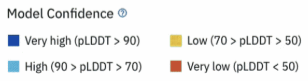 Model Confidence ?
Very high (pLDDT > 90)
Low (70 > pLDDT > 50)
High (90 > pLDDT > 70)
Very low (pLDDT < 50)